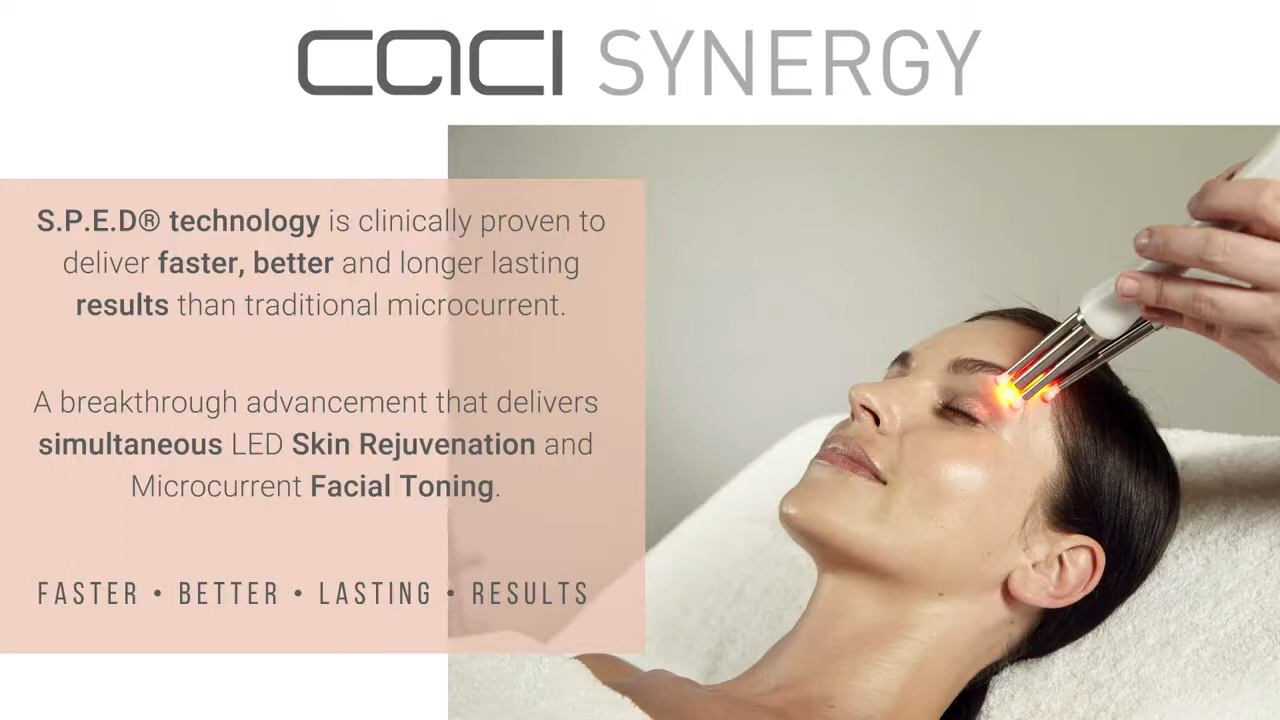 caci SYNERGY
S.P.E.D® technology is clinically proven to
deliver faster, better and longer lasting
results than traditional microcurrent.
A breakthrough advancement that delivers
simultaneous LED Skin Rejuvenation and
Microcurrent Facial Toning.
FASTER • BETTER • LASTING • RESULTS